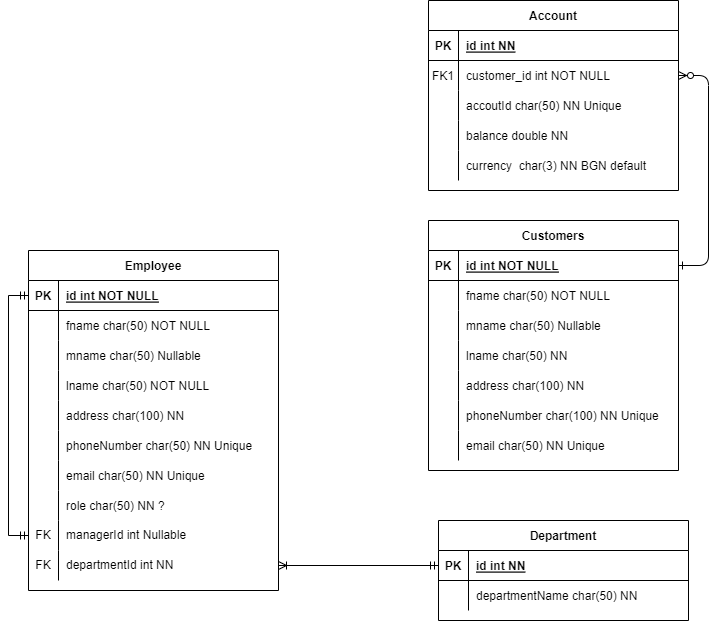 Account
PK id int NN
FK1 customer_id int NOT NULL
accoutId char(50) NN Unique
balance double NN
currency  char(3) NN BGN default
Customers
PK id int NOT NULL
fname char(50) NOT NULL
mname char(50) Nullable
lname char(50) NN
address char(100) NN
phoneNumber char(100) NN Unique
email char(50) NN Unique
Employee
PK id int NOT NULL
fname char(50) NOT NULL
mname char(50) Nullable
lname char(50) NOT NULL
address char(100) NN
phoneNumber char(50) NN Unique
email char(50) NN Unique
role char(50) NN ?
FK managerId int Nullable
FK departmentId int NN
Department
PK id int NN
departmentName char(50) NN